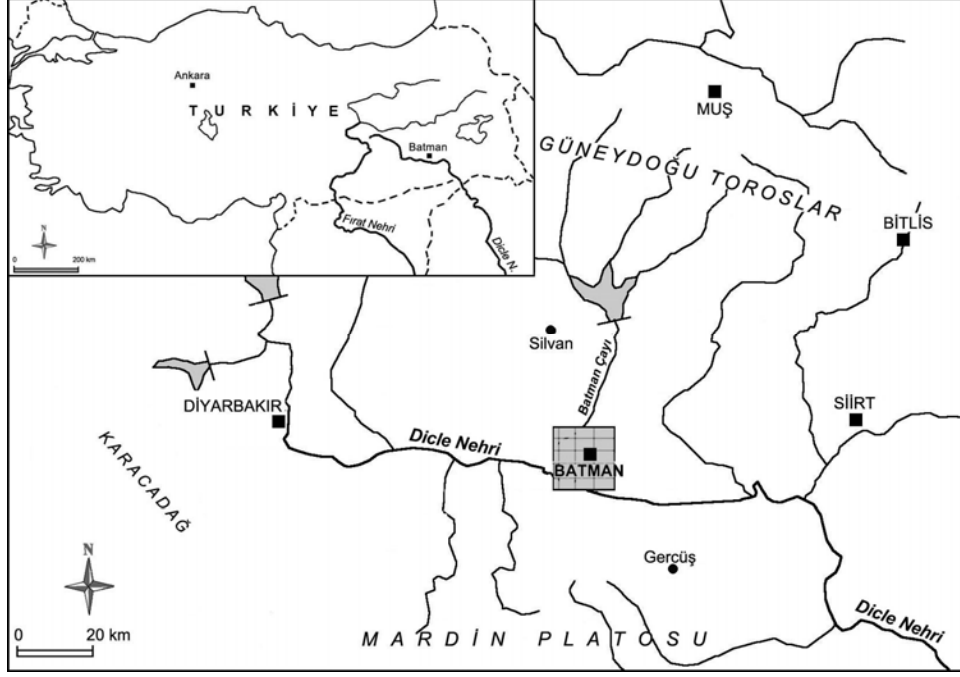 Ankara
TURKİYE
Batman
Fırat Nehri
Dicle N.
N
0 200 km
MUŞ
GÜNEYDOĞU TOROSLAR
BİTLİS
Silvan
Batman Çayı
DİYARBAKIR
SİİRT
Dicle Nehri
BATMAN
KARACADAĞ
Gercüş
N
0 20 km
MARDİN PLATOSU
Dicle Nehri